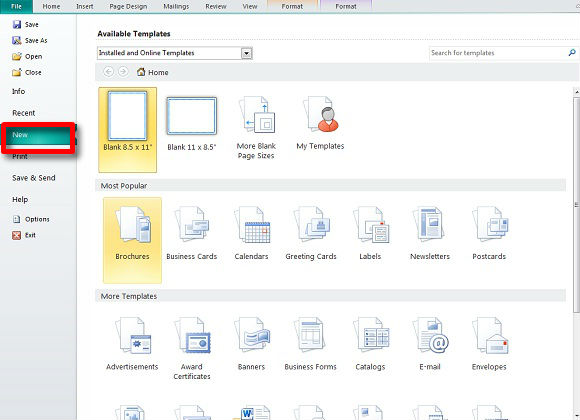 File Home Insert Page Design Mailings Review View Format Format
Save
Save As
Open
Close
Info
Recent
New
Print
Save & Send
Help
Options
Exit
Available Templates
Installed and Online Templates
Search for templates
Home
Blank 8.5 x 11"
Blank 11 x 8.5"
More Blank
Page Sizes
My Templates
Most Popular
Brochures
Business Cards
Calendars
Greeting Cards
Labels
Newsletters
Postcards
More Templates
Advertisements
Award
Certificates
Banners
Business Forms
Catalogs
E-mail
Envelopes